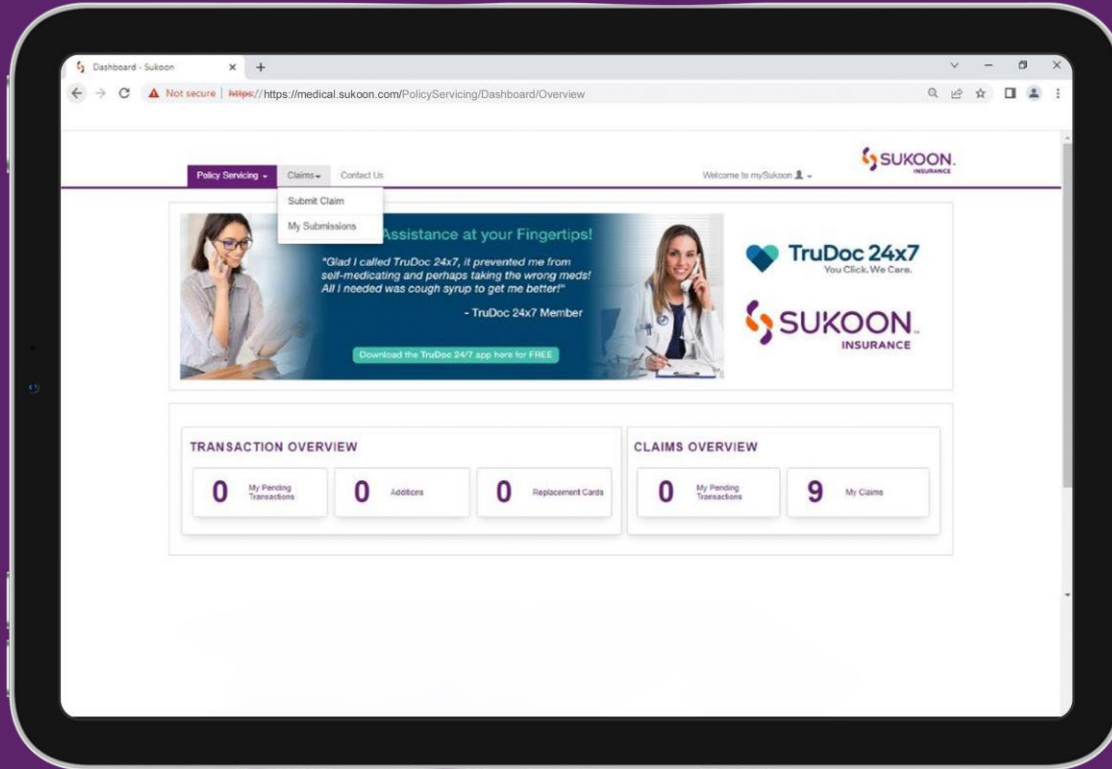 Dashboard - Sukoon
Not secure | https://https://medical.sukoon.com/PolicyServicing/Dashboard/Overview
SUKOON.
INSURANCE
Policy Servicing
Claims
Contact Us
Welcome to mySukoon
Submit Claim
My Submissions
Assistance at your Fingertips!
"Glad I called TruDoc 24x7, it prevented me from
self-medicating and perhaps taking the wrong meds!
All I needed was cough syrup to get me better!"
- TruDoc 24x7 Member
Download the TruDoc 24/7 app here for FREE
TruDoc 24x7
You Click. We Care.
SUKOON
INSURANCE
TRANSACTION OVERVIEW
0 My Pending
Transactions
0 Additions
0 Replacement Cards
CLAIMS OVERVIEW
0 My Pending
Transactions
9 My Claims